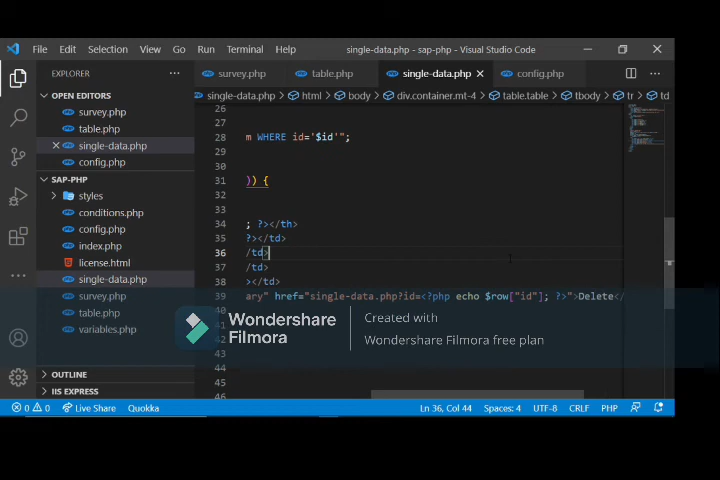 File Edit Selection View Go Run Terminal Help single-data.php - sap-php - Visual Studio Code
EXPLORER
survey.php table.php single-data.php config.php
single-data.php > html > body > div.container.mt-4 > table.table > tbody > tr > td
OPEN EDITORS
survey.php
table.php
single-data.php
config.php
SAP-PHP
styles
conditions.php
config.php
index.php
license.html
single-data.php
survey.php
table.php
variables.php
OUTLINE
IIS EXPRESS
26
27
28 m WHERE id='$id'";
29
30
31 )) {
32
33
34 ; ?></th>
35 ?></td>
36 /td>
37 /td>
38 ></td>
39 ary" href="single-data.php?id=<?php echo $row["id"]; ?>">Delete</
42
43
44
45
46
Wondershare
Filmora
Created with
Wondershare Filmora free plan
0 0 Live Share Quokka Ln 36, Col 44 Spaces: 4 UTF-8 CRLF PHP